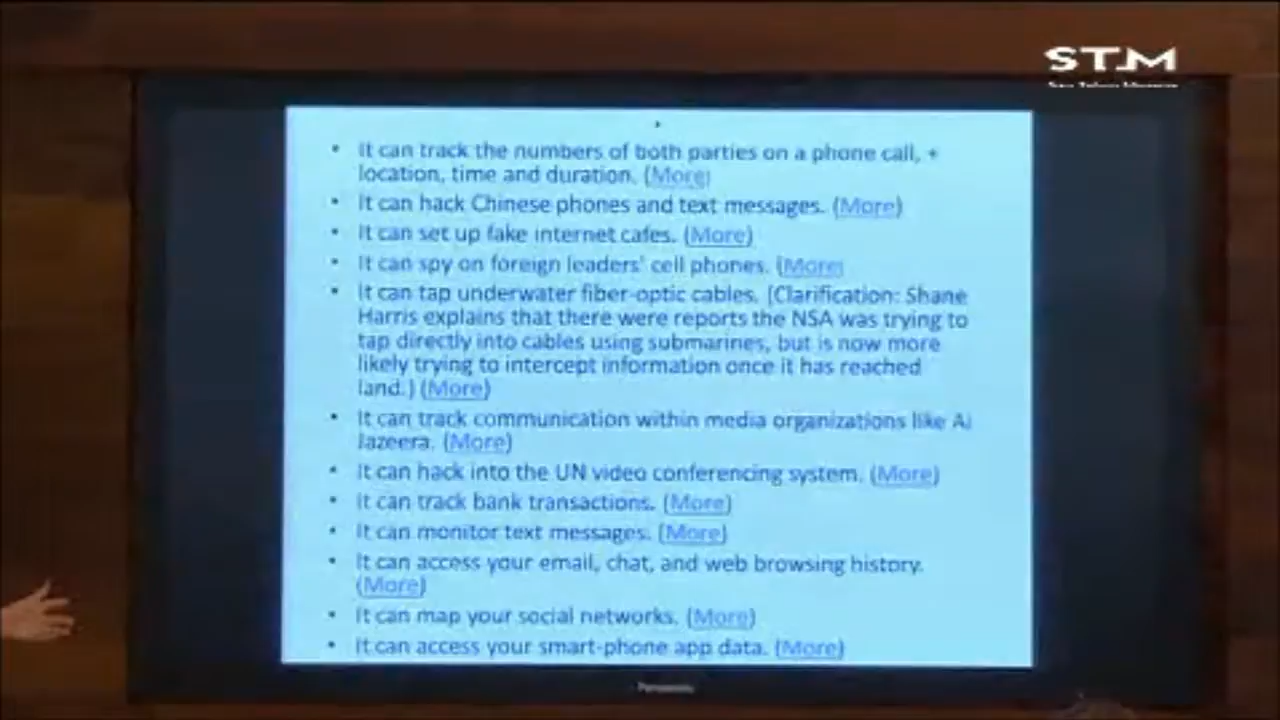 STM
• It can track the numbers of both parties on a phone call, +
location, time and duration. (More)
• It can hack Chinese phones and text messages. (More)
• It can set up fake internet cafes. (More)
• It can spy on foreign leaders' cell phones. (More)
• It can tap underwater fiber-optic cables. [Clarification: Shane
Harris explains that there were reports the NSA was trying to
tap directly into cables using submarines, but is now more
likely trying to intercept information once it has reached
land.] (More)
• It can track communication within media organizations like Al
Jazeera. (More)
• It can hack into the UN video conferencing system. (More)
• It can track bank transactions. (More)
• It can monitor text messages. (More)
• It can access your email, chat, and web browsing history.
(More)
• It can map your social networks. (More)
• It can access your smart-phone app data. (More)
Panasonic